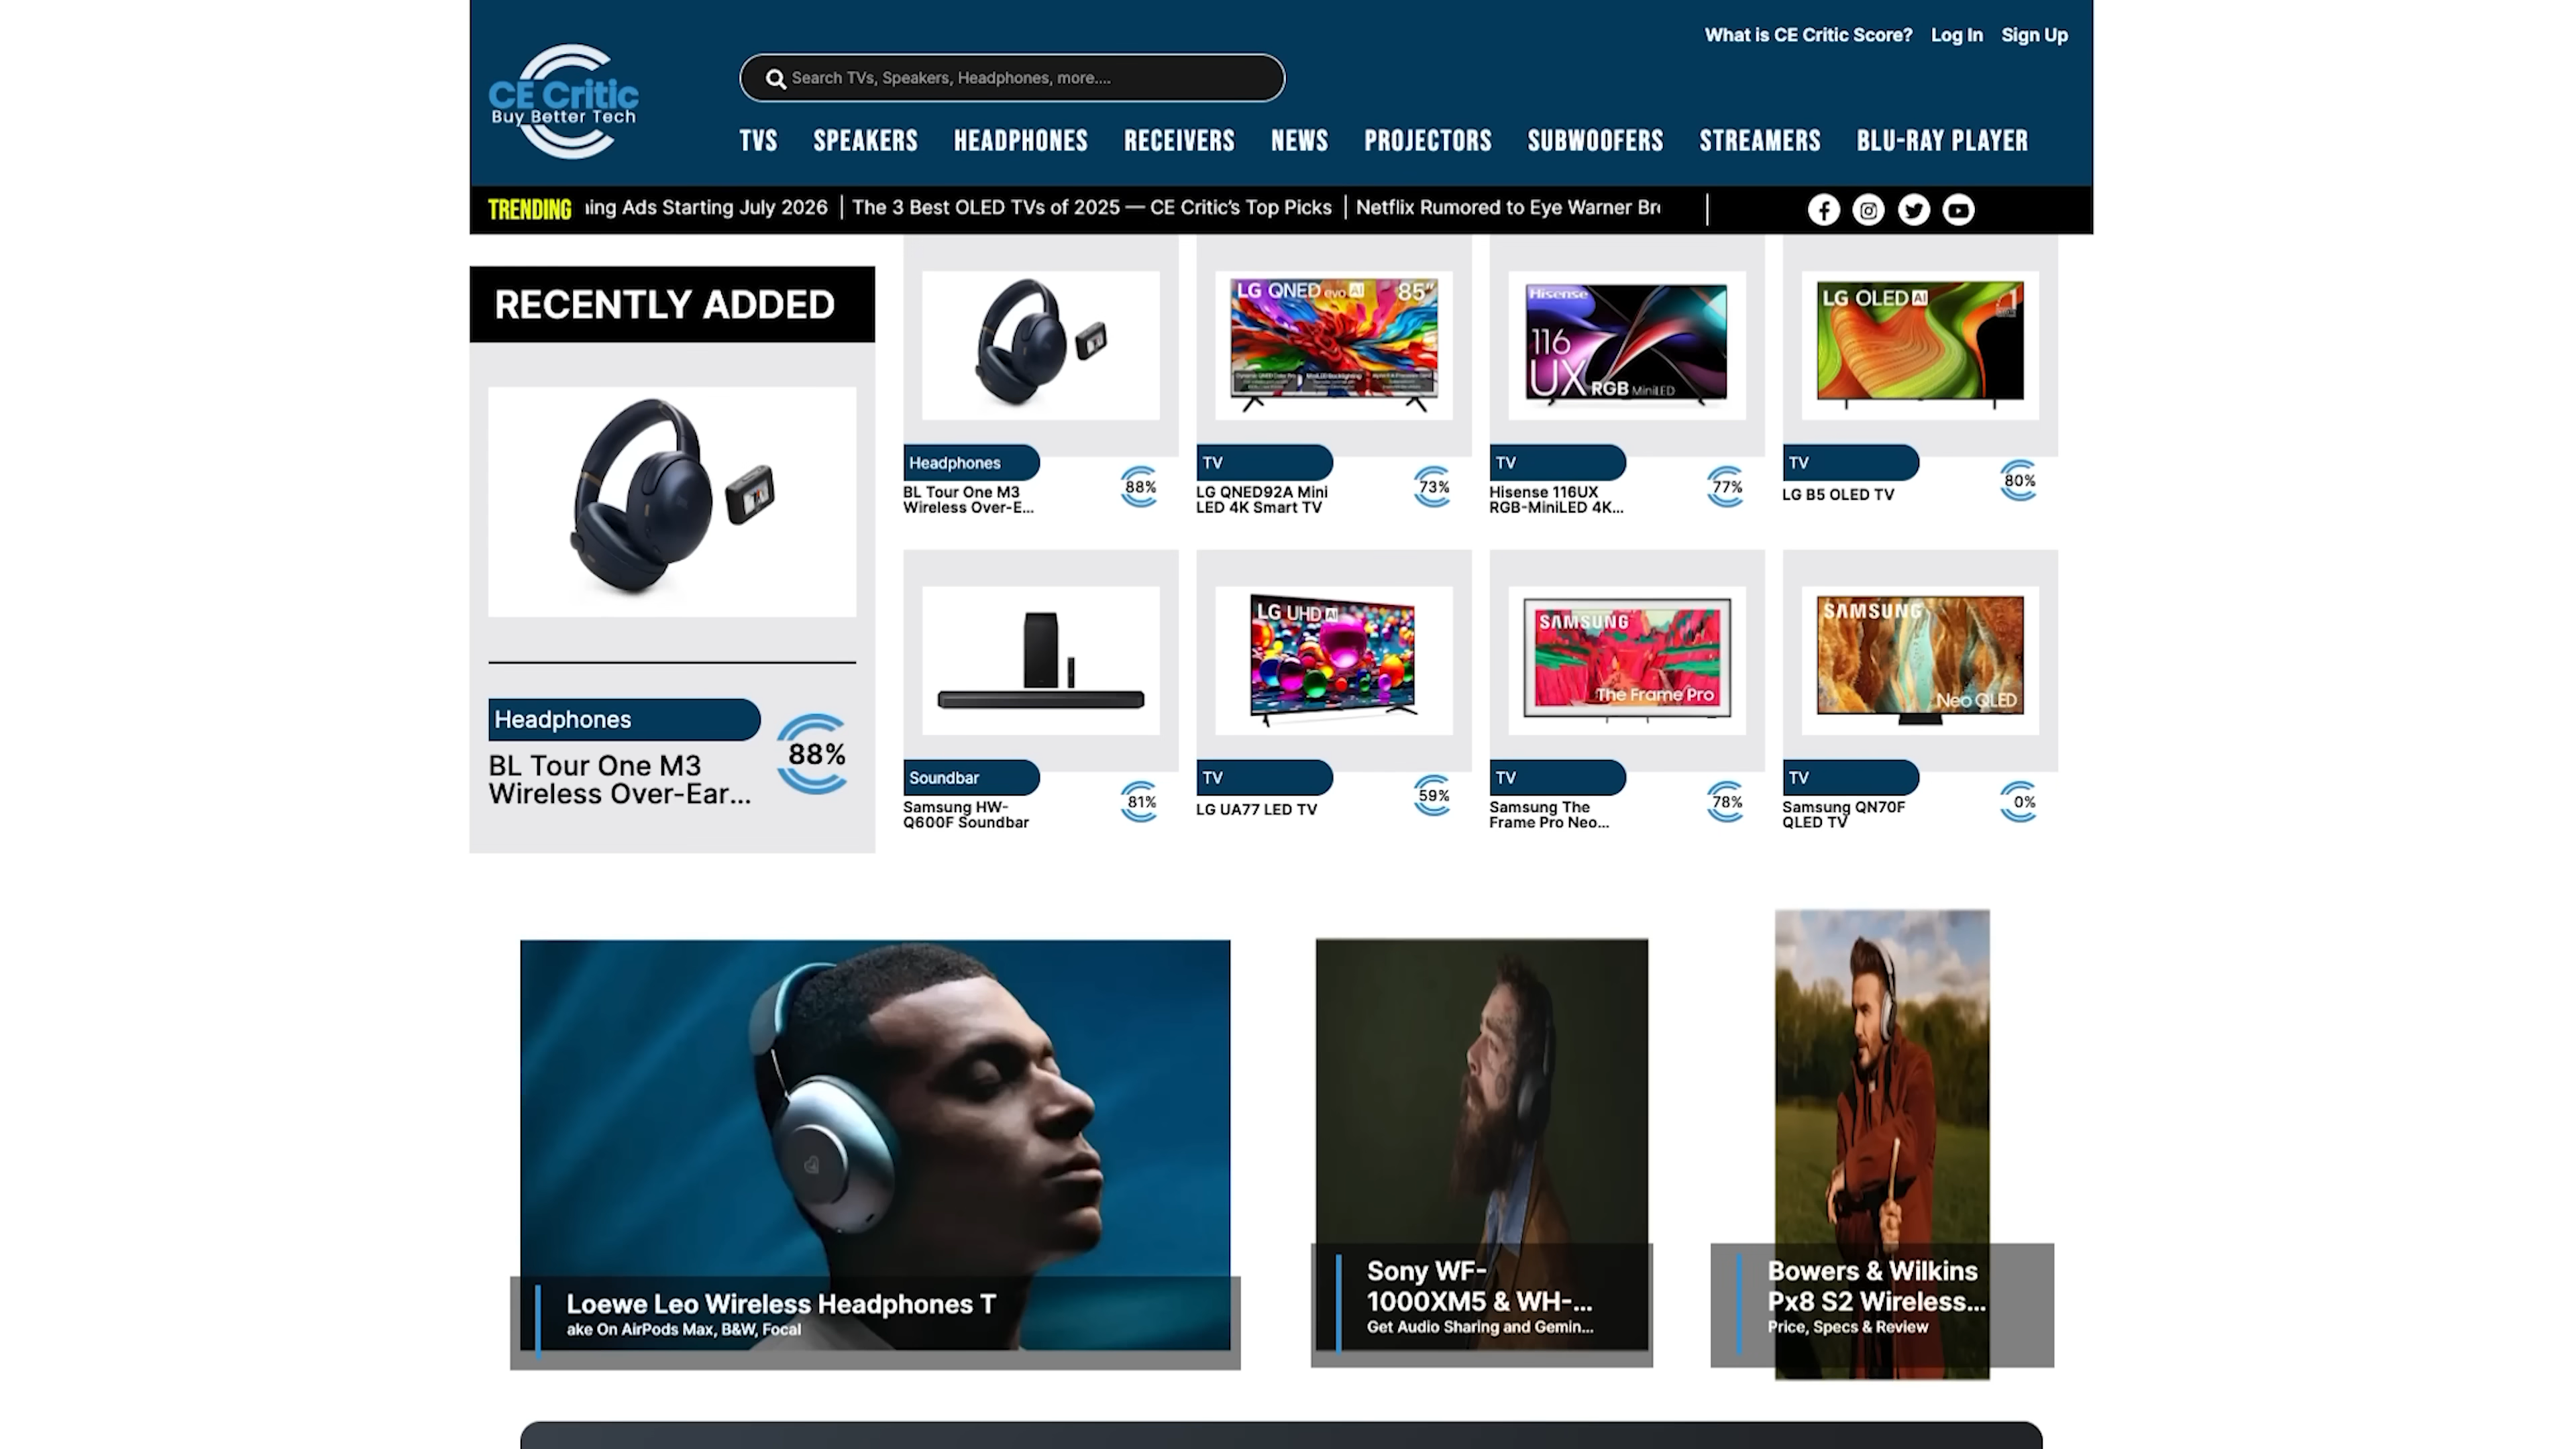 What is CE Critic Score? Log In Sign Up
CE Critic
Buy Better Tech
Search TVs, Speakers, Headphones, more....
TVS SPEAKERS HEADPHONES RECEIVERS NEWS PROJECTORS SUBWOOFERS STREAMERS BLU-RAY PLAYER
TRENDING ing Ads Starting July 2026 | The 3 Best OLED TVs of 2025 — CE Critic's Top Picks | Netflix Rumored to Eye Warner Br
RECENTLY ADDED
Headphones
88%
BL Tour One M3
Wireless Over-Ear...
Headphones
88%
BL Tour One M3
Wireless Over-E...
LG QNED evo AI 85"
TV
73%
LG QNED92A Mini
LED 4K Smart TV
Hisense
116
UX RGB MiniLED
TV
77%
Hisense 116UX
RGB-MiniLED 4K...
LG OLED AI
TV
80%
LG B5 OLED TV
Soundbar
81%
Samsung HW-
Q600F Soundbar
LG UHD AI
TV
59%
LG UA77 LED TV
SAMSUNG
The Frame Pro
TV
78%
Samsung The
Frame Pro Neo...
SAMSUNG
Neo QLED
TV
0%
Samsung QN70F
QLED TV
Loewe Leo Wireless Headphones T
ake On AirPods Max, B&W, Focal
Sony WF-
1000XM5 & WH-...
Get Audio Sharing and Gemin...
Bowers & Wilkins
Px8 S2 Wireless...
Price, Specs & Review